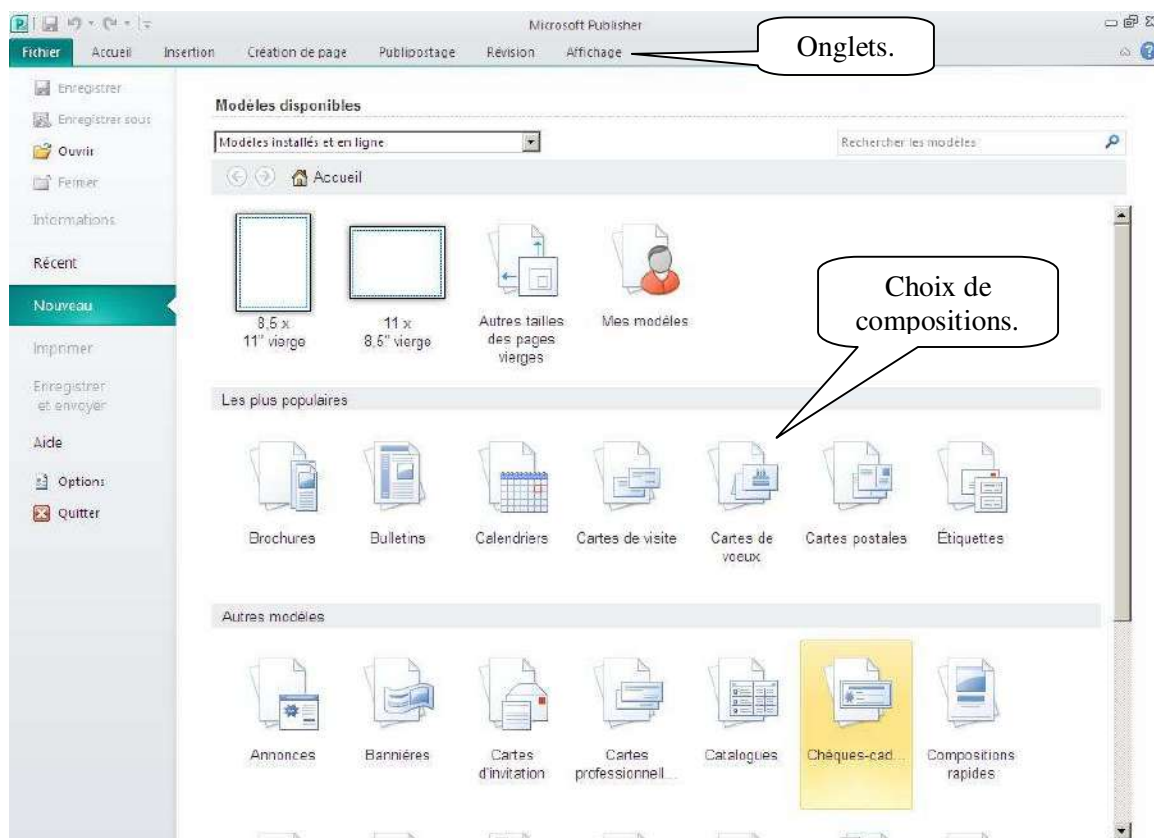 Microsoft Publisher
Fichier Accueil Insertion Création de page Publipostage Révision Affichage
Onglets.
Enregistrer
Enregistrer sous
Ouvrir
Fermer
Informations
Récent
Nouveau
Imprimer
Enregistrer
et envoyer
Aide
Options
Quitter
Modèles disponibles
Modèles installés et en ligne
Rechercher les modèles
Accueil
8,5 x
11" vierge
11 x
8,5" vierge
Autres tailles
des pages
vierges
Mes modèles
Choix de
compositions.
Les plus populaires
Brochures
Bulletins
Calendriers
Cartes de visite
Cartes de
voeux
Cartes postales
Étiquettes
Autres modèles
Annonces
Bannières
Cartes
d'invitation
Cartes
professionnell...
Catalogues
Chèques-cad...
Compositions
rapides